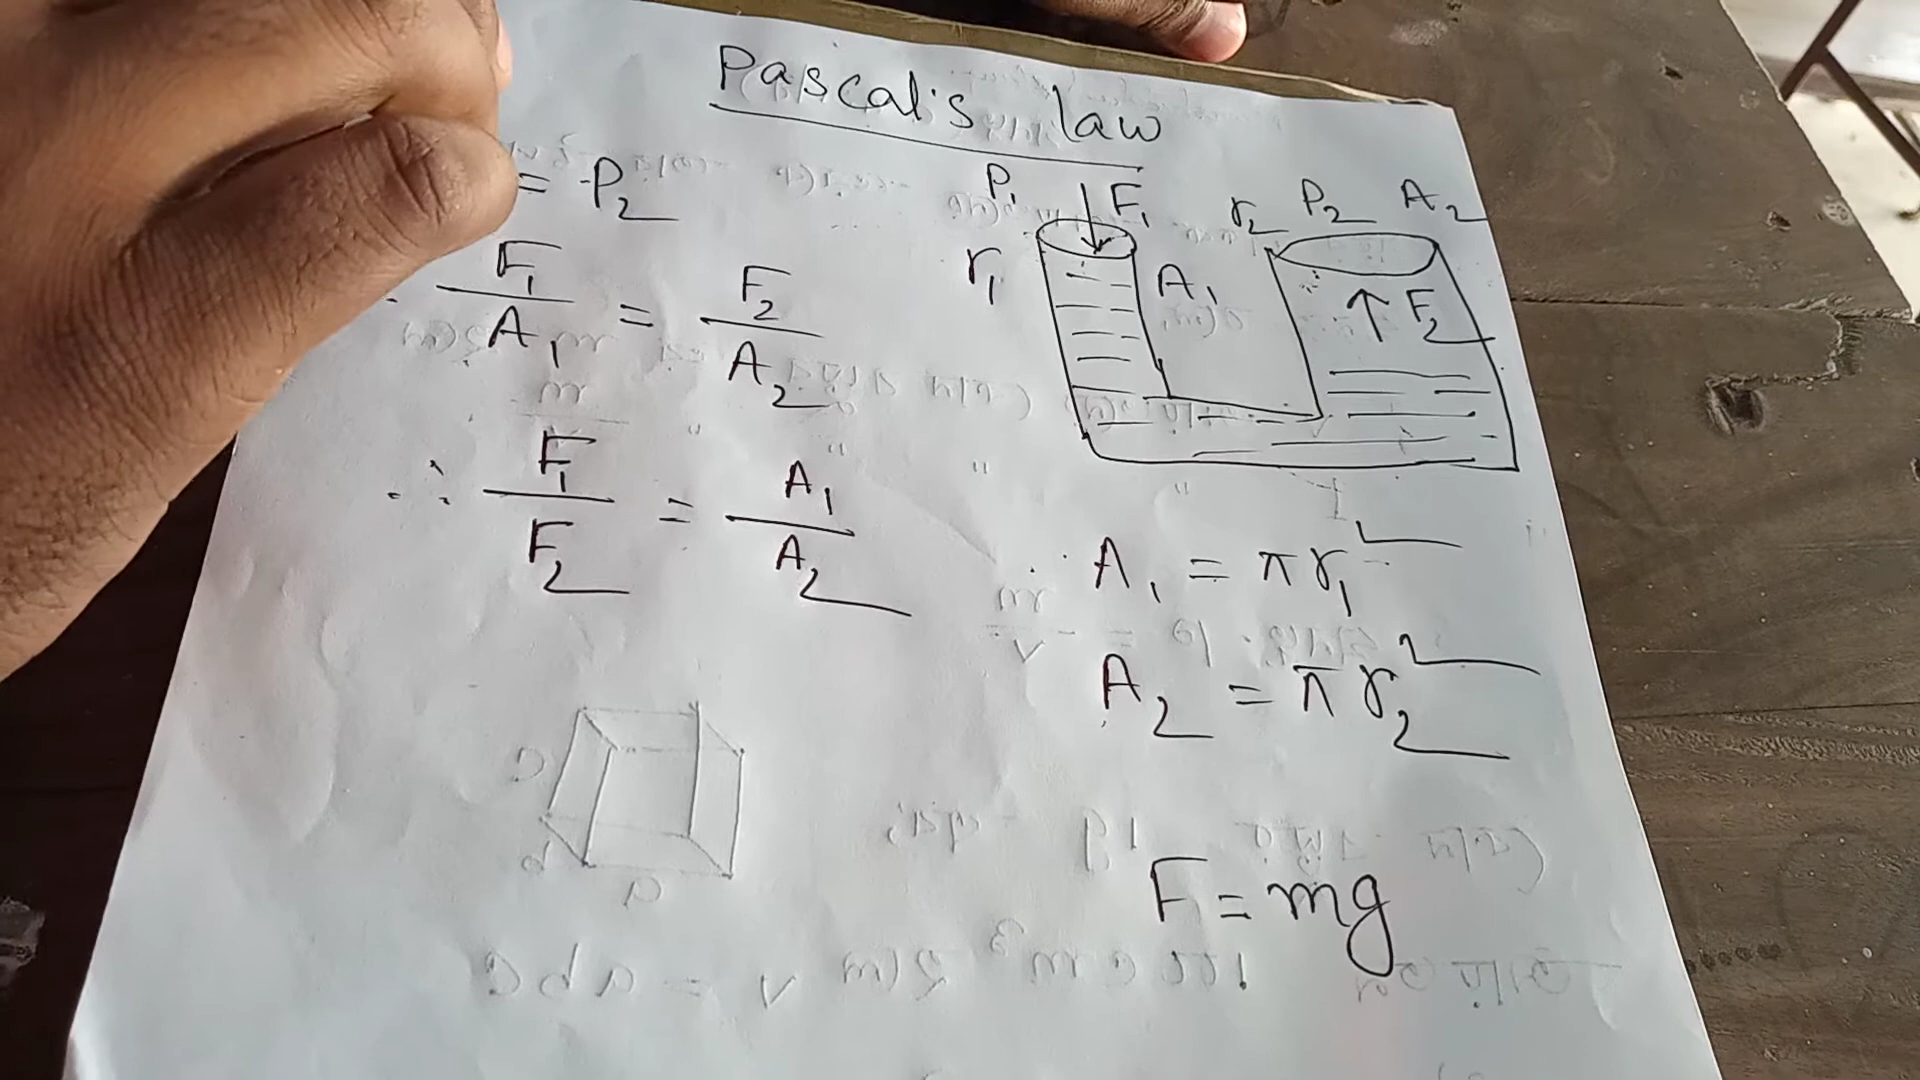 Pascal's law
= P₂
P₁ F₁ r₂ P₂ A₂
r₁ A₁ F₂
F₁/A₁ = F₂/A₂
∴ F₁/F₂ = A₁/A₂
A₁ = πr₁²
A₂ = πr₂²
F = mg